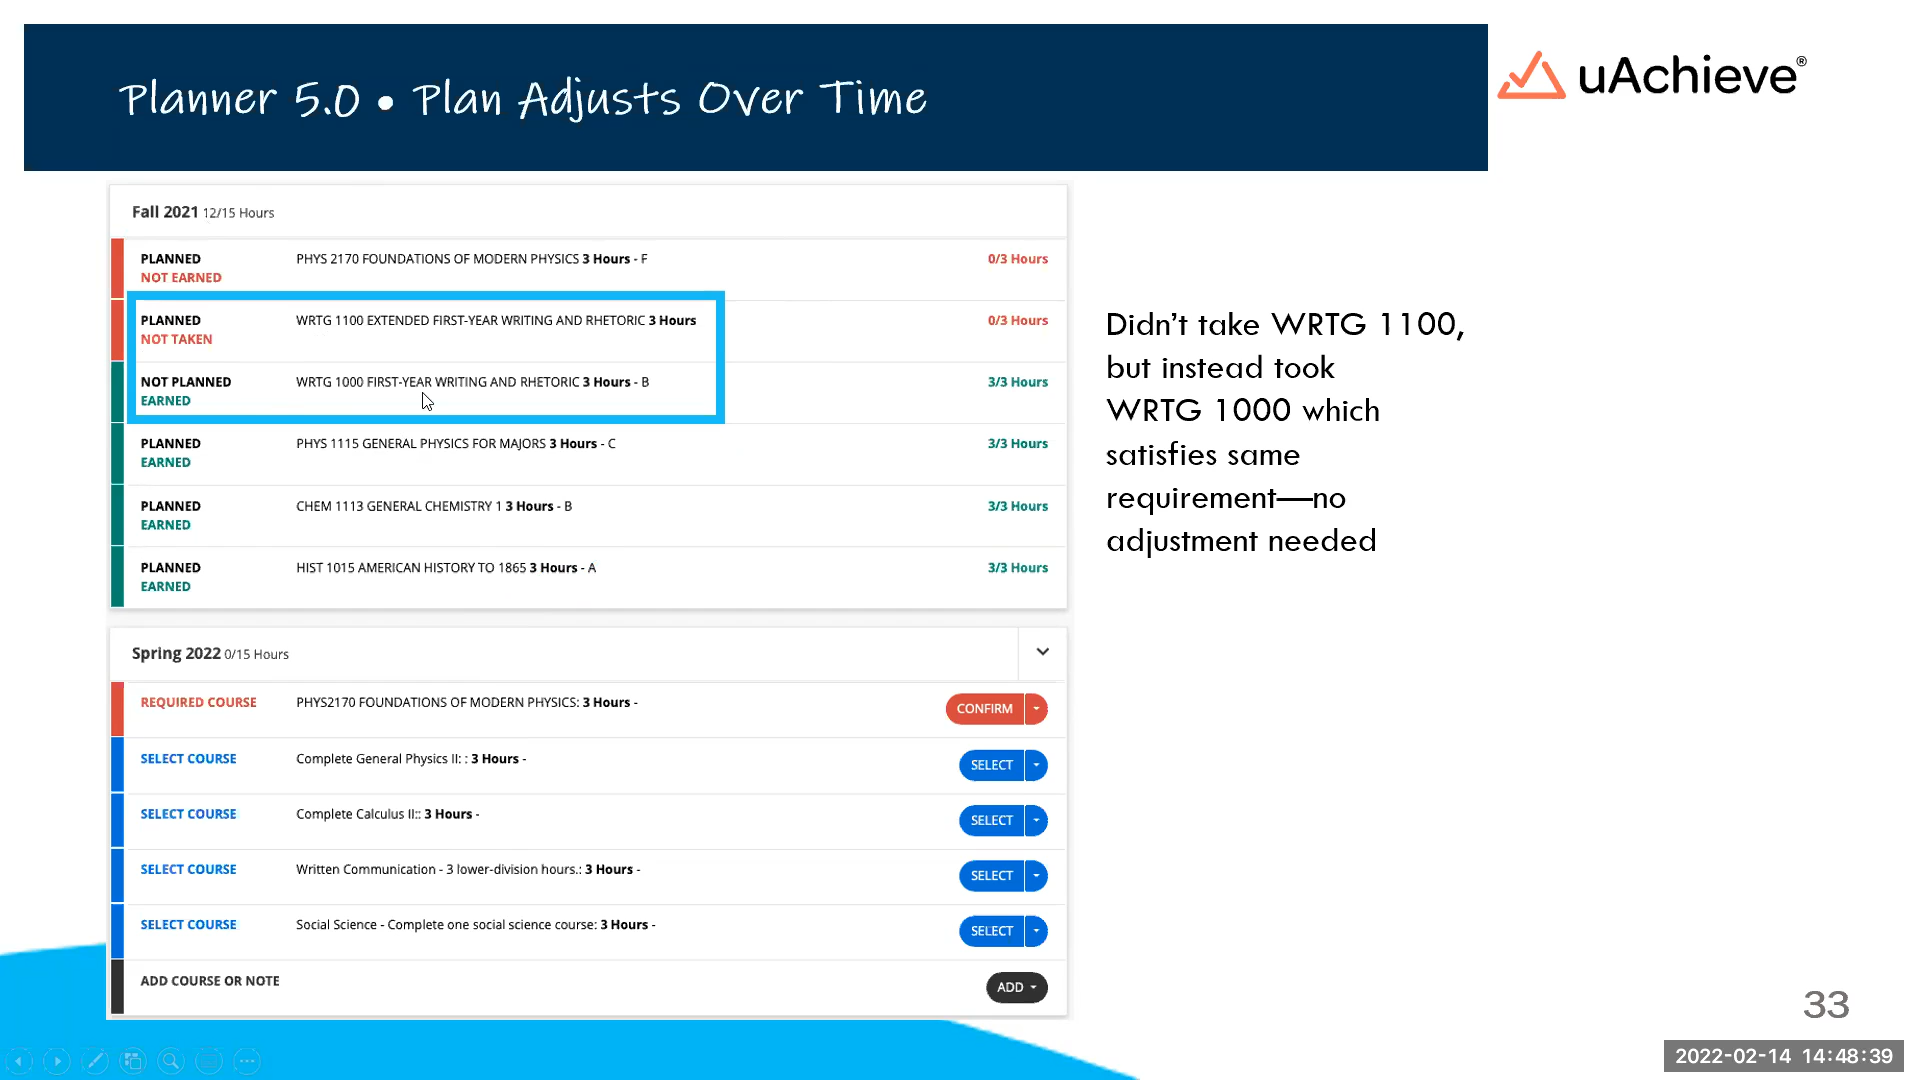 Planner 5.0 • Plan Adjusts Over Time
uAchieve®
Fall 2021 12/15 Hours
PLANNED
NOT EARNED
PHYS 2170 FOUNDATIONS OF MODERN PHYSICS 3 Hours - F
0/3 Hours
PLANNED
NOT TAKEN
WRTG 1100 EXTENDED FIRST-YEAR WRITING AND RHETORIC 3 Hours
0/3 Hours
NOT PLANNED
EARNED
WRTG 1000 FIRST-YEAR WRITING AND RHETORIC 3 Hours - B
3/3 Hours
PLANNED
EARNED
PHYS 1115 GENERAL PHYSICS FOR MAJORS 3 Hours - C
3/3 Hours
PLANNED
EARNED
CHEM 1113 GENERAL CHEMISTRY 1 3 Hours - B
3/3 Hours
PLANNED
EARNED
HIST 1015 AMERICAN HISTORY TO 1865 3 Hours - A
3/3 Hours
Spring 2022 0/15 Hours
REQUIRED COURSE
PHYS2170 FOUNDATIONS OF MODERN PHYSICS: 3 Hours -
CONFIRM
SELECT COURSE
Complete General Physics II: : 3 Hours -
SELECT
SELECT COURSE
Complete Calculus II:: 3 Hours -
SELECT
SELECT COURSE
Written Communication - 3 lower-division hours.: 3 Hours -
SELECT
SELECT COURSE
Social Science - Complete one social science course: 3 Hours -
SELECT
ADD COURSE OR NOTE
ADD
Didn't take WRTG 1100,
but instead took
WRTG 1000 which
satisfies same
requirement—no
adjustment needed
33
2022-02-14 14:48:39